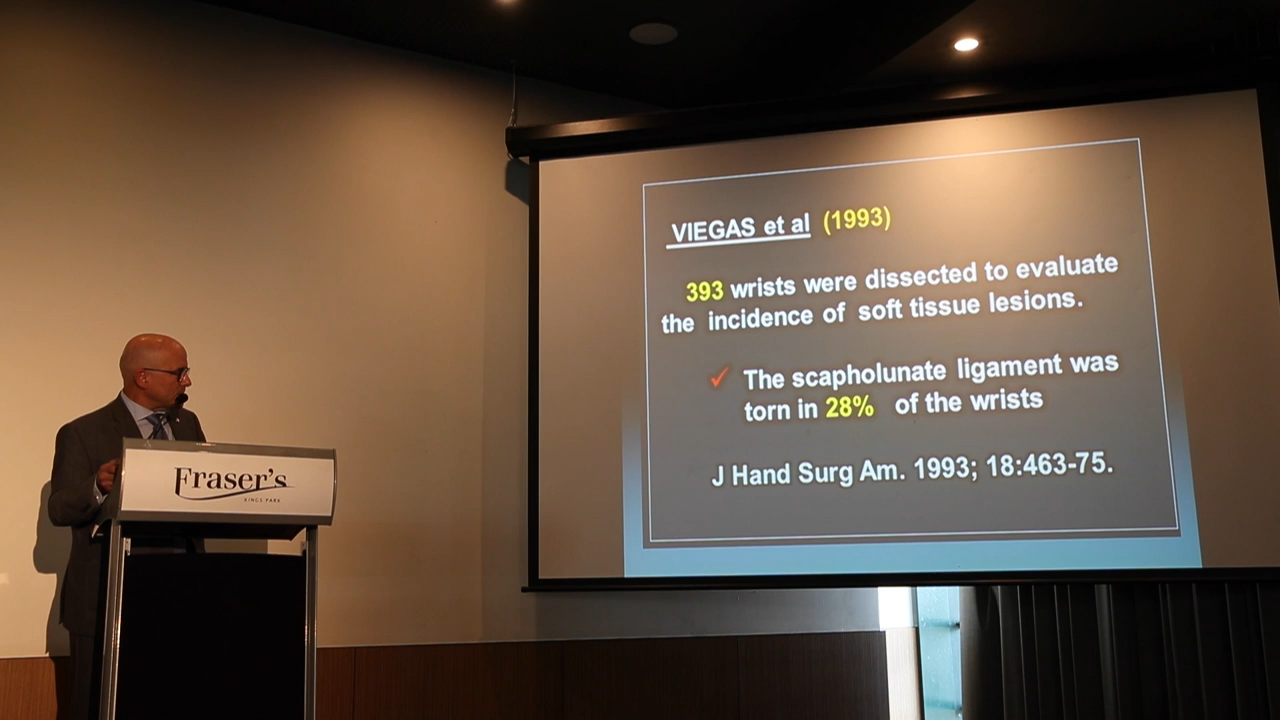 Fraser's
KINGS PARK
VIEGAS et al (1993)
393 wrists were dissected to evaluate
the incidence of soft tissue lesions.
✓ The scapholunate ligament was
torn in 28% of the wrists
J Hand Surg Am. 1993; 18:463-75.